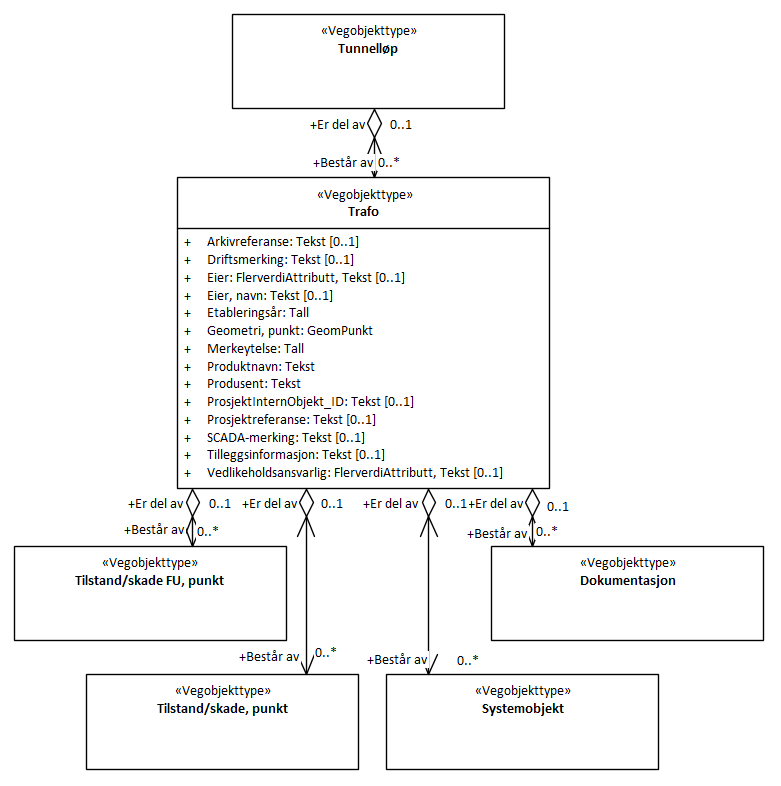 «Vegobjekttype»
Tunnelløp
+Er del av 0..1
+Består av 0..*
«Vegobjekttype»
Trafo
+ Arkivreferanse: Tekst [0..1]
+ Driftsmerking: Tekst [0..1]
+ Eier: FlerverdiAttributt, Tekst [0..1]
+ Eier, navn: Tekst [0..1]
+ Etableringsår: Tall
+ Geometri, punkt: GeomPunkt
+ Merkeytelse: Tall
+ Produktnavn: Tekst
+ Produsent: Tekst
+ ProsjektInternObjekt_ID: Tekst [0..1]
+ Prosjektreferanse: Tekst [0..1]
+ SCADA-merking: Tekst [0..1]
+ Tilleggsinformasjon: Tekst [0..1]
+ Vedlikeholdsansvarlig: FlerverdiAttributt, Tekst [0..1]
+Er del av 0..1 +Er del av 0..1 +Er del av 0..1 +Er del av 0..1
+Består av 0..* +Består av 0..*
«Vegobjekttype» «Vegobjekttype»
Tilstand/skade FU, punkt Dokumentasjon
+Består av 0..* +Består av 0..*
«Vegobjekttype» «Vegobjekttype»
Tilstand/skade, punkt Systemobjekt